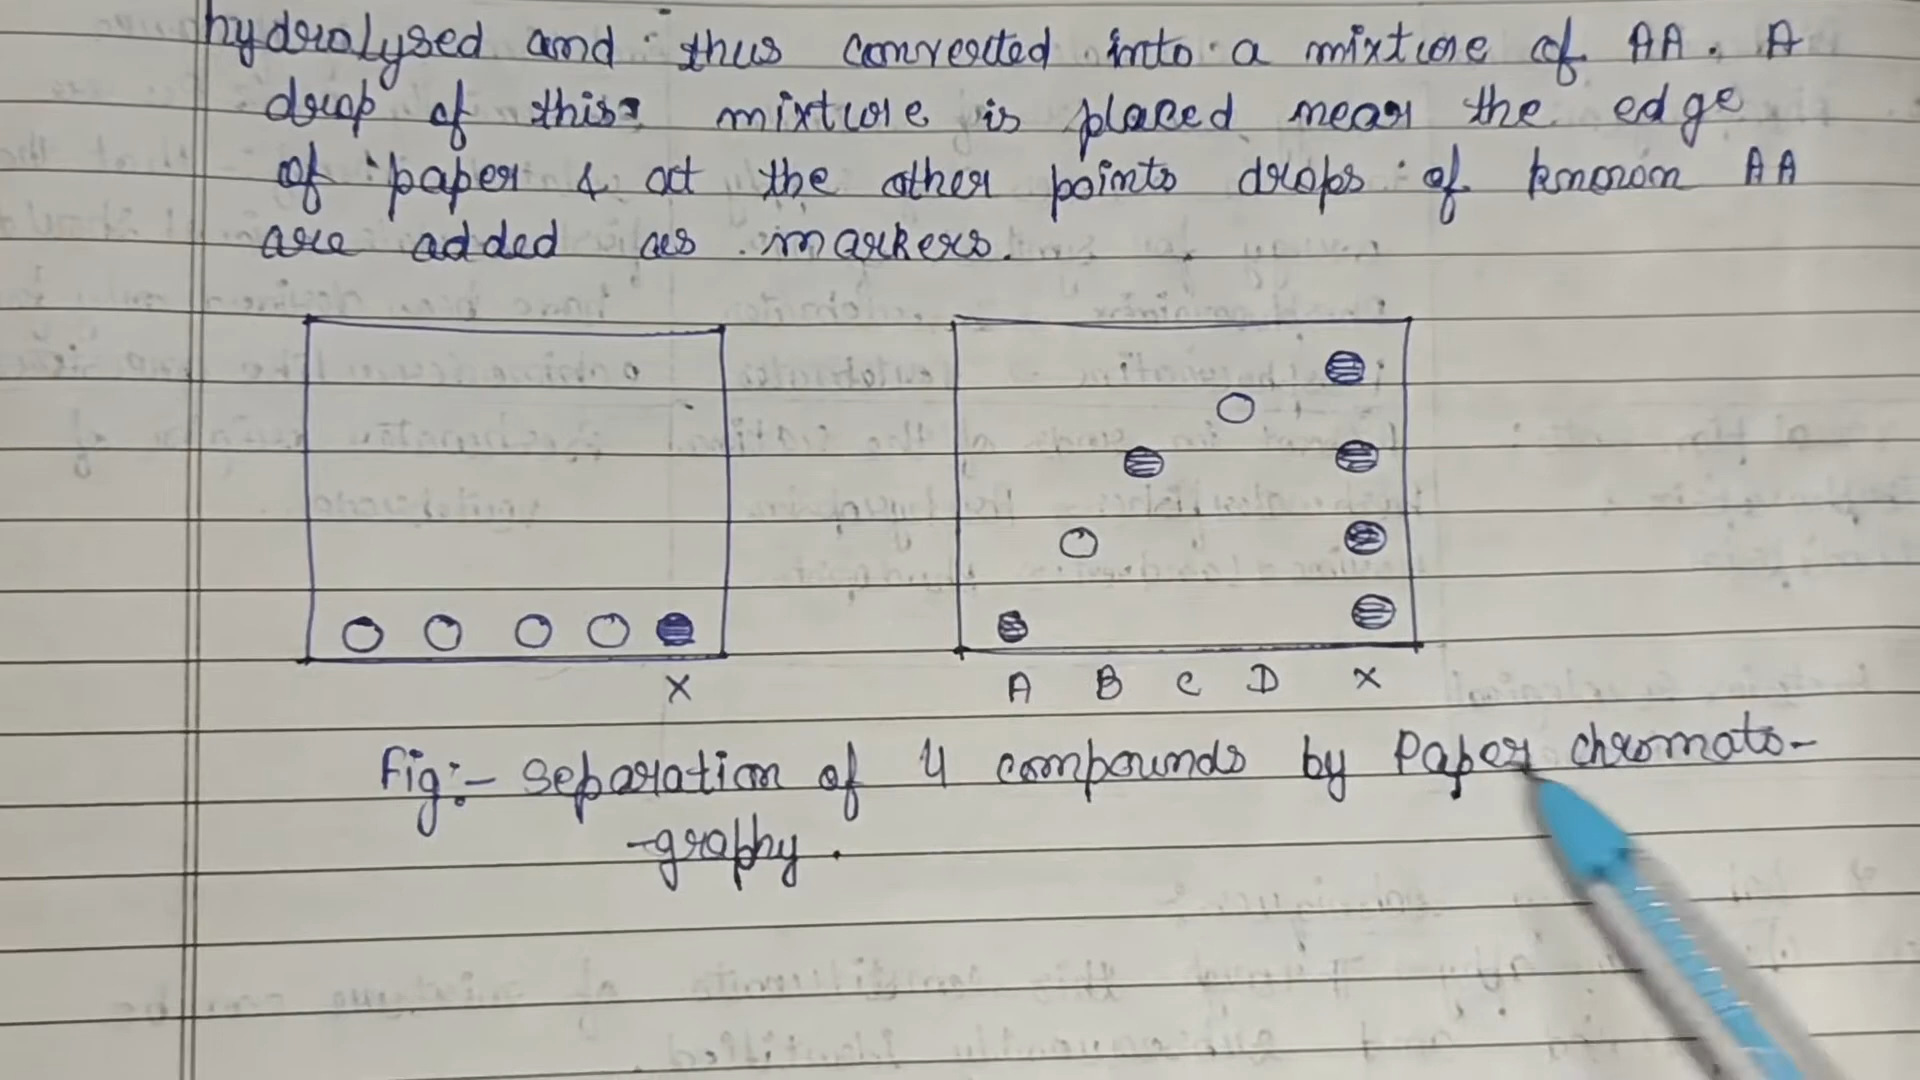 hydrolysed and thus converted into a mixture of AA. A
drop of this mixture is placed near the edge
of paper & at the other points drops of known AA
are added as markers.
X
A B C D X
Fig:- Separation of 4 compounds by Paper chromato-
-graphy.